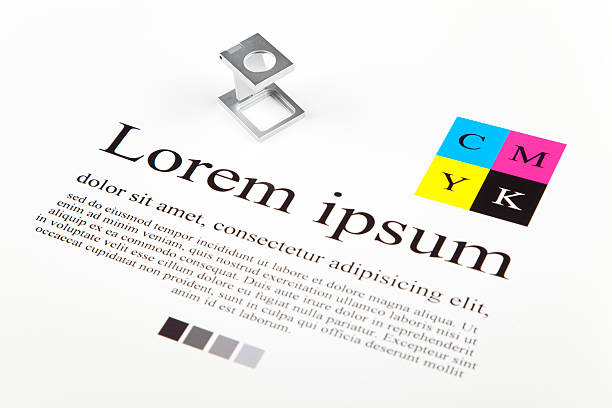 C M
Y K
Lorem ipsum
dolor sit amet, consectetur adipisicing elit,
sed do eiusmod tempor incididunt ut labore et dolore magna aliqua. Ut
enim ad minim veniam, quis nostrud exercitation ullamco laboris nisi ut
aliquip ex ea commodo consequat. Duis aute irure dolor in reprehenderit
in voluptate velit esse cillum dolore eu fugiat nulla pariatur. Excepteur sint
occaecat cupidatat non proident, sunt in culpa qui officia deserunt mollit
anim id est laborum.